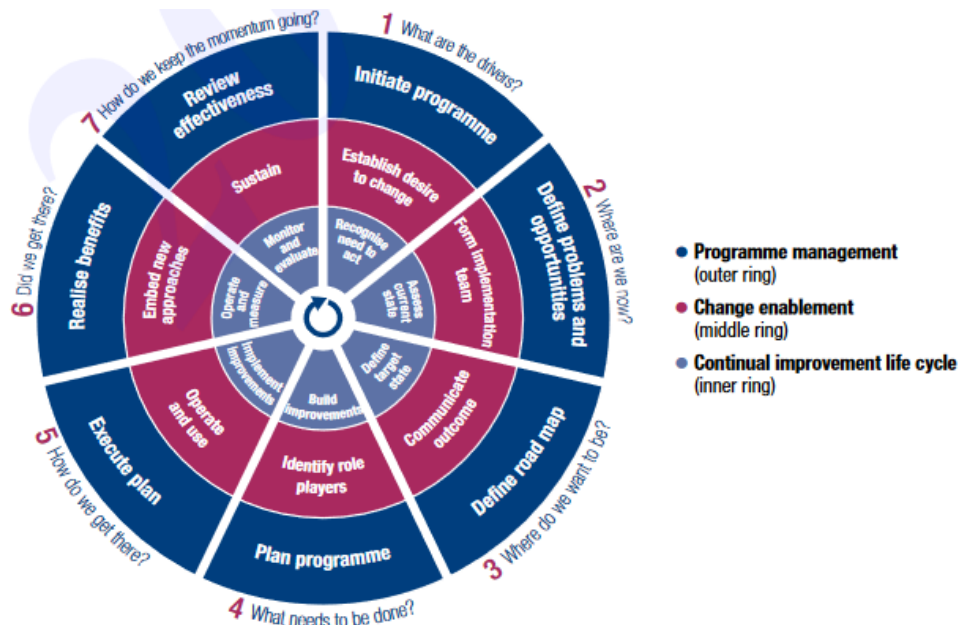 1 What are the drivers?
Initiate programme
Establish desire
to change
Recognise
need to
act
2 Where are we now?
Define problems and
opportunities
Form implementation
team
Assess
current
state
3 Where do we want to be?
Define road map
Communicate
outcome
Define
target
state
4 What needs to be done?
Plan programme
Identify role
players
Build
improvements
5 How do we get there?
Execute plan
Operate
and use
Implement
improvements
6 Did we get there?
Realise benefits
Embed new
approaches
Operate
and
measure
7 How do we keep the momentum going?
Review
effectiveness
Sustain
Monitor
and
evaluate
Programme management
(outer ring)
Change enablement
(middle ring)
Continual improvement life cycle
(inner ring)